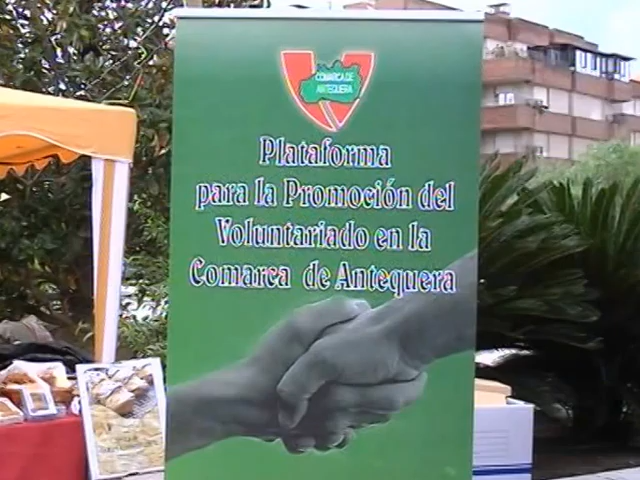 COMARCA DE
ANTEQUERA
Plataforma
para la Promoción del
Voluntariado en la
Comarca de Antequera